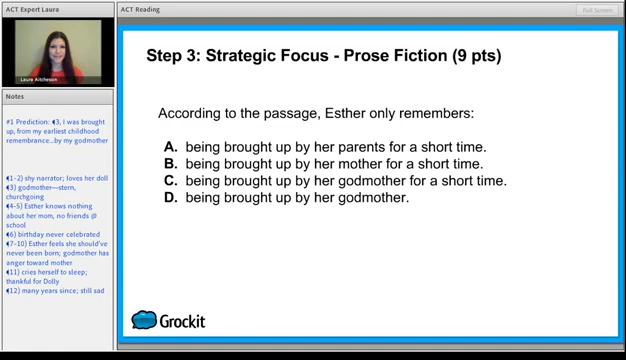 ACT Expert Laura
ACT Reading
Full Screen
Laura Aitcheson
Notes
#1 Prediction: ¶3, I was brought
up, from my earliest childhood
remembrance...by my godmother
¶1-2) shy narrator; loves her doll
¶3) godmother—stern,
churchgoing
¶4-5) Esther knows nothing
about her mom, no friends @
school
¶6) birthday never celebrated
¶7-10) Esther feels she should've
never been born; godmother has
anger toward mother
¶11) cries herself to sleep;
thankful for Dolly
¶12) many years since; still sad
Step 3: Strategic Focus - Prose Fiction (9 pts)
According to the passage, Esther only remembers:
A. being brought up by her parents for a short time.
B. being brought up by her mother for a short time.
C. being brought up by her godmother for a short time.
D. being brought up by her godmother.
Grockit